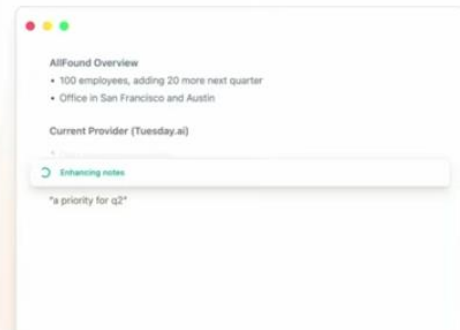 AllFound Overview
• 100 employees, adding 20 more next quarter
• Office in San Francisco and Austin
Current Provider (Tuesday.ai)
Enhancing notes
"a priority for q2"